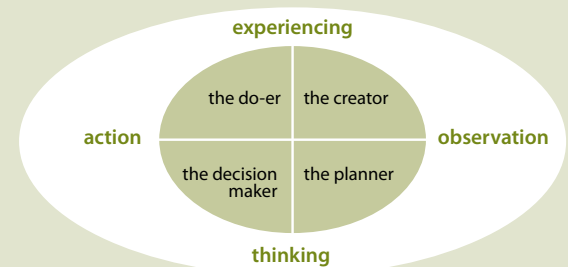 experiencing
the do-er
the creator
action
observation
the decision
maker
the planner
thinking